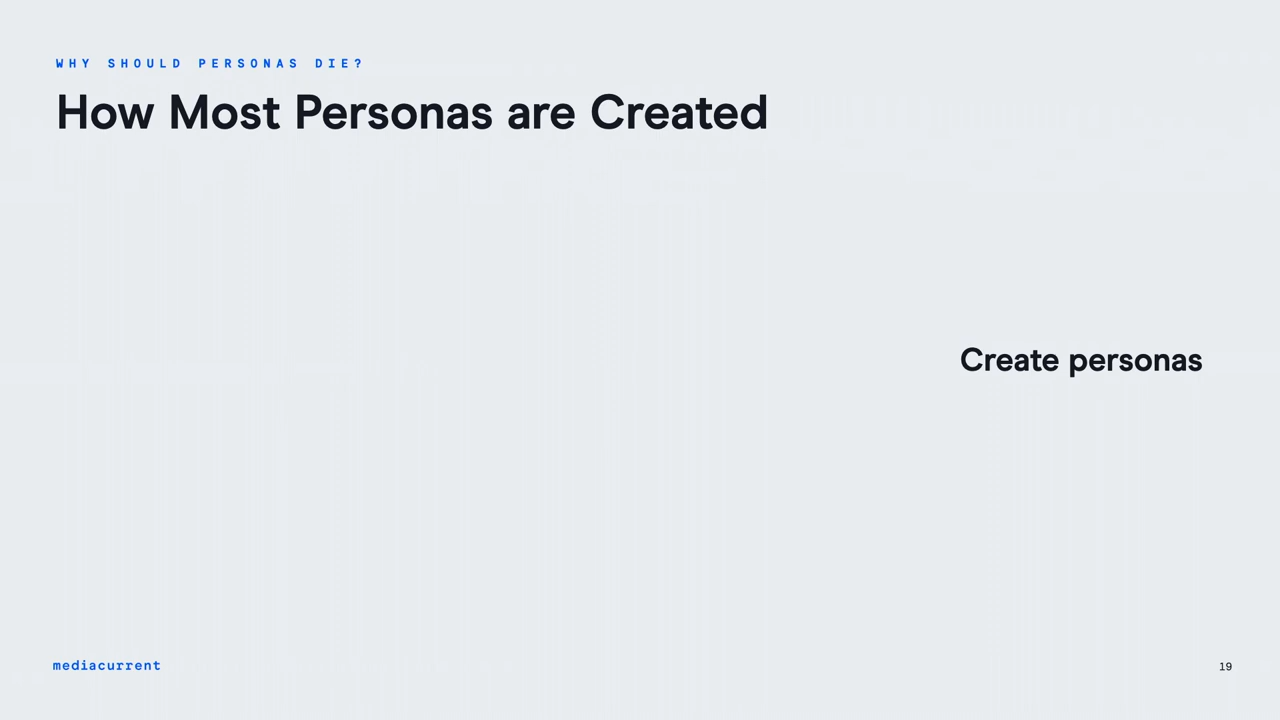 WHY SHOULD PERSONAS DIE?
How Most Personas are Created
Create personas
mediacurrent
19